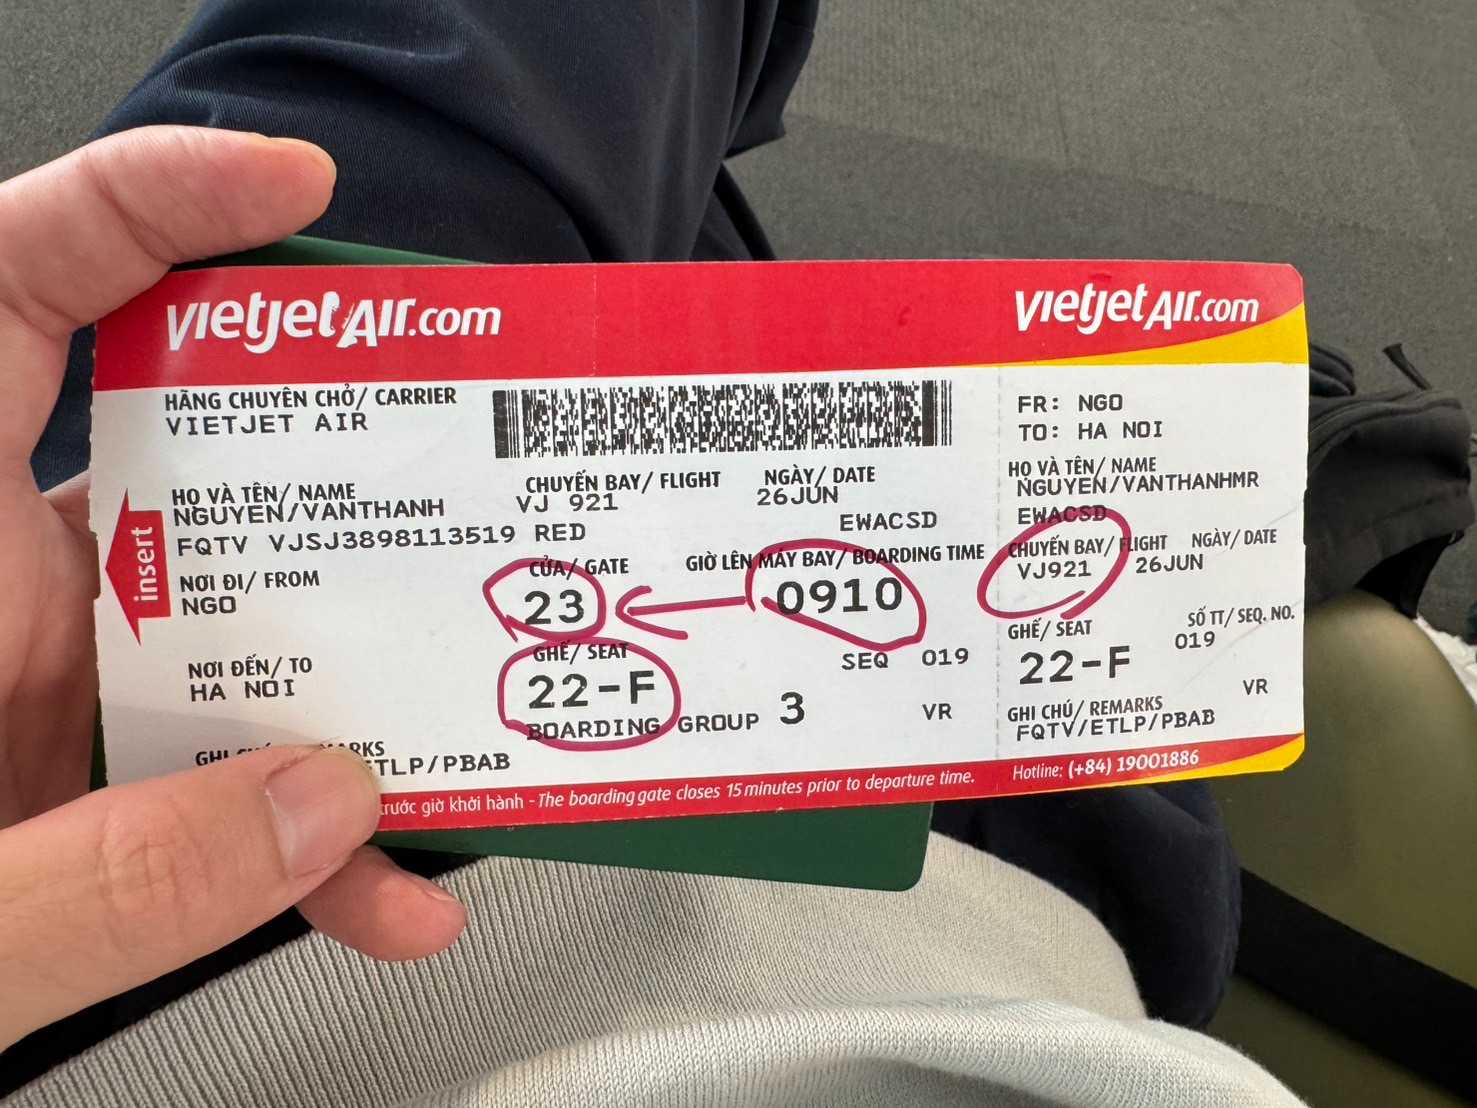 vietjetAir.com
vietjetAir.com
HÃNG CHUYÊN CHỞ/ CARRIER
VIETJET AIR
HỌ VÀ TÊN/ NAME
NGUYEN/VANTHANH
CHUYẾN BAY/ FLIGHT
VJ 921
NGÀY/ DATE
26JUN
FQTV VJSJ3898113519 RED
EWACSD
insert
NƠI ĐI/ FROM
NGO
CỬA/ GATE
23
GIỜ LÊN MÁY BAY/ BOARDING TIME
0910
NƠI ĐẾN/ TO
HA NOI
GHẾ/ SEAT
22-F
SEQ 019
BOARDING GROUP 3
VR
TLP/PBAB
trước giờ khởi hành - The boarding gate closes 15 minutes prior to departure time.
FR: NGO
TO: HA NOI
HỌ VÀ TÊN/ NAME
NGUYEN/VANTHANHMR
EWACSD
CHUYẾN BAY/ FLIGHT NGÀY/ DATE
VJ921 26JUN
GHẾ/ SEAT
22-F
SỐ TT/ SEQ. NO.
019
VR
GHI CHÚ/ REMARKS
FQTV/ETLP/PBAB
Hotline: (+84) 19001886